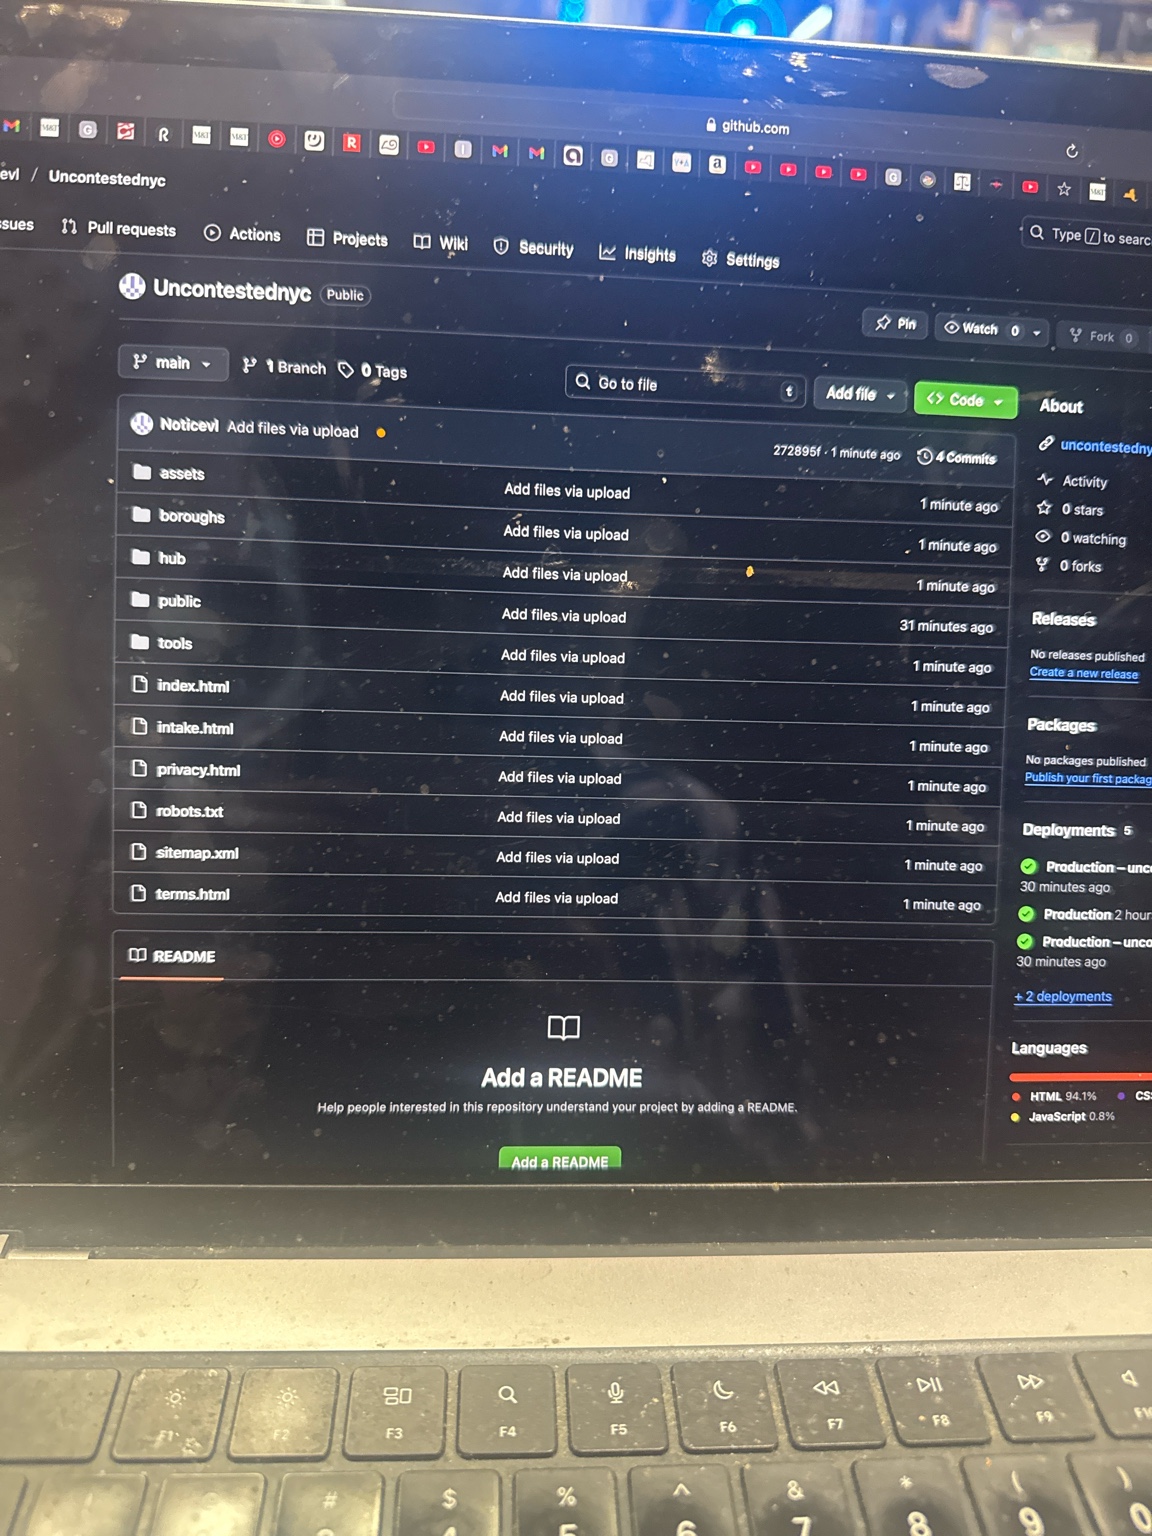 github.com
evl / Uncontestednyc
ssues Pull requests Actions Projects Wiki Security Insights Settings
Type / to searc
Uncontestednyc Public
Pin Watch 0 Fork 0
main 1 Branch 0 Tags Go to file t Add file <> Code
About
Noticevl Add files via upload 272895f · 1 minute ago 4 Commits
uncontestedny
assets Add files via upload 1 minute ago
Activity
boroughs Add files via upload 1 minute ago
0 stars
hub Add files via upload 1 minute ago
0 watching
public Add files via upload 31 minutes ago
0 forks
tools Add files via upload 1 minute ago
Releases
No releases published
Create a new release
index.html Add files via upload 1 minute ago
intake.html Add files via upload 1 minute ago
Packages
No packages published
Publish your first packag
privacy.html Add files via upload 1 minute ago
robots.txt Add files via upload 1 minute ago
sitemap.xml Add files via upload 1 minute ago
terms.html Add files via upload 1 minute ago
Deployments 5
Production – unc
30 minutes ago
Production 2 hour
Production – unco
30 minutes ago
+ 2 deployments
README
Add a README
Help people interested in this repository understand your project by adding a README.
Add a README
Languages
HTML 94.1% CS
JavaScript 0.8%
F1 F2 F3 F4 F5 F6 F7 F8 F9 F10
# $ % ^ & * ( )
5 6 7 8 9 0